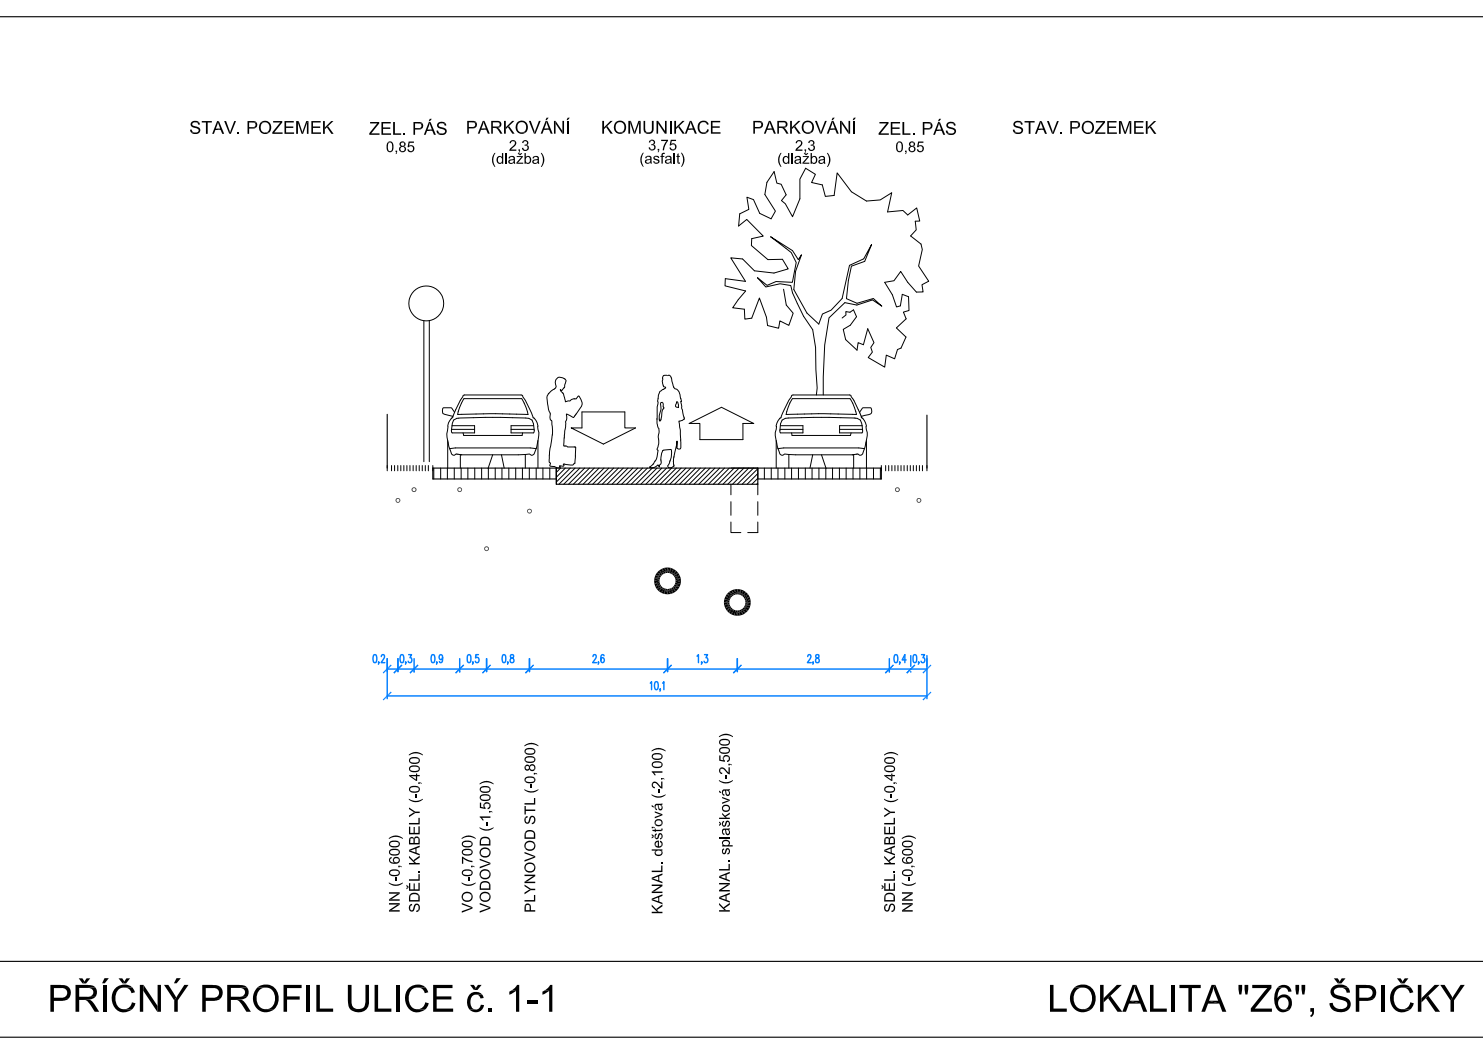 STAV. POZEMEK
ZEL. PÁS
0,85
PARKOVÁNÍ
2,3
(dlažba)
KOMUNIKACE
3,75
(asfalt)
PARKOVÁNÍ
2,3
(dlažba)
ZEL. PÁS
0,85
STAV. POZEMEK
0,2 0,3 0,9 0,5 0,8 2,6 1,3 2,8 0,4 0,3
10,1
NN (-0,600)
SDĚL. KABELY (-0,400)
VO (-0,700)
VODOVOD (-1,500)
PLYNOVOD STL (-0,800)
KANAL. dešťová (-2,100)
KANAL. splašková (-2,500)
SDĚL. KABELY (-0,400)
NN (-0,600)
PŘÍČNÝ PROFIL ULICE č. 1-1
LOKALITA "Z6", ŠPIČKY